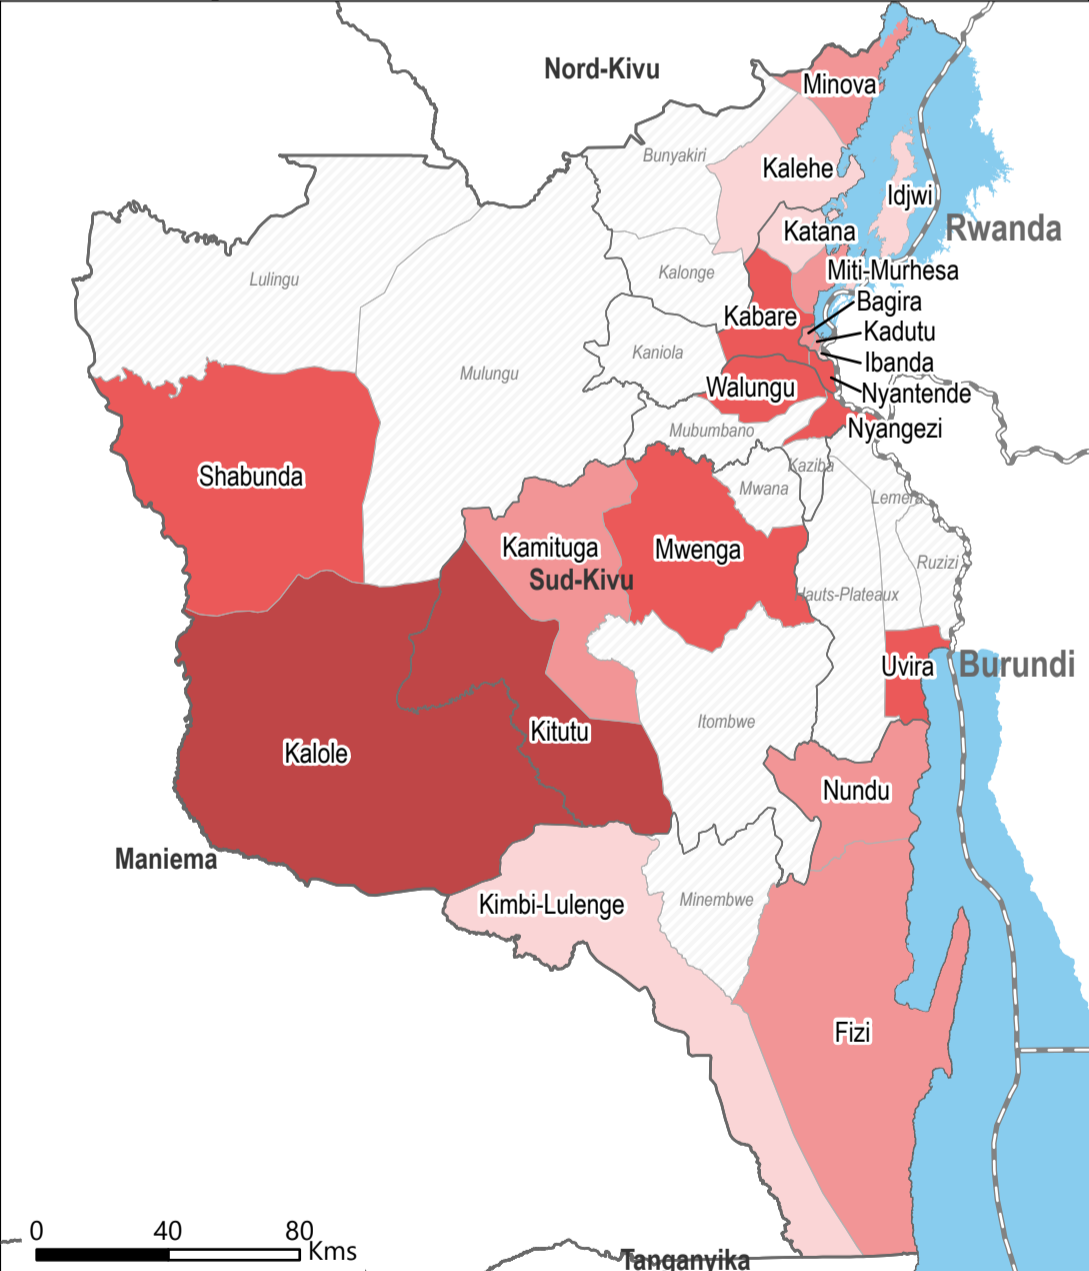 Nord-Kivu
Minova
Bunyakiri
Kalehe
Idjwi
Katana
Rwanda
Lulingu
Kalonge
Miti-Murhesa
Bagira
Kabare
Kadutu
Kaniola
Ibanda
Mulungu
Walungu
Nyantende
Mubumbano
Nyangezi
Kaziba
Shabunda
Mwana
Lemera
Kamituga
Mwenga
Ruzizi
Sud-Kivu
Hauts-Plateaux
Uvira
Burundi
Itombwe
Kitutu
Kalole
Nundu
Maniema
Kimbi-Lulenge
Minembwe
Fizi
0 40 80
Kms
Tanganyika